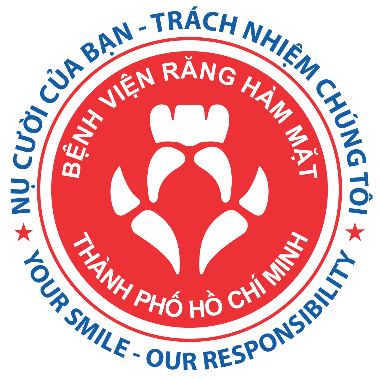 NỤ CƯỜI CỦA BẠN - TRÁCH NHIỆM CHÚNG TÔI
BỆNH VIỆN RĂNG HÀM MẶT
THÀNH PHỐ HỒ CHÍ MINH
YOUR SMILE - OUR RESPONSIBILITY